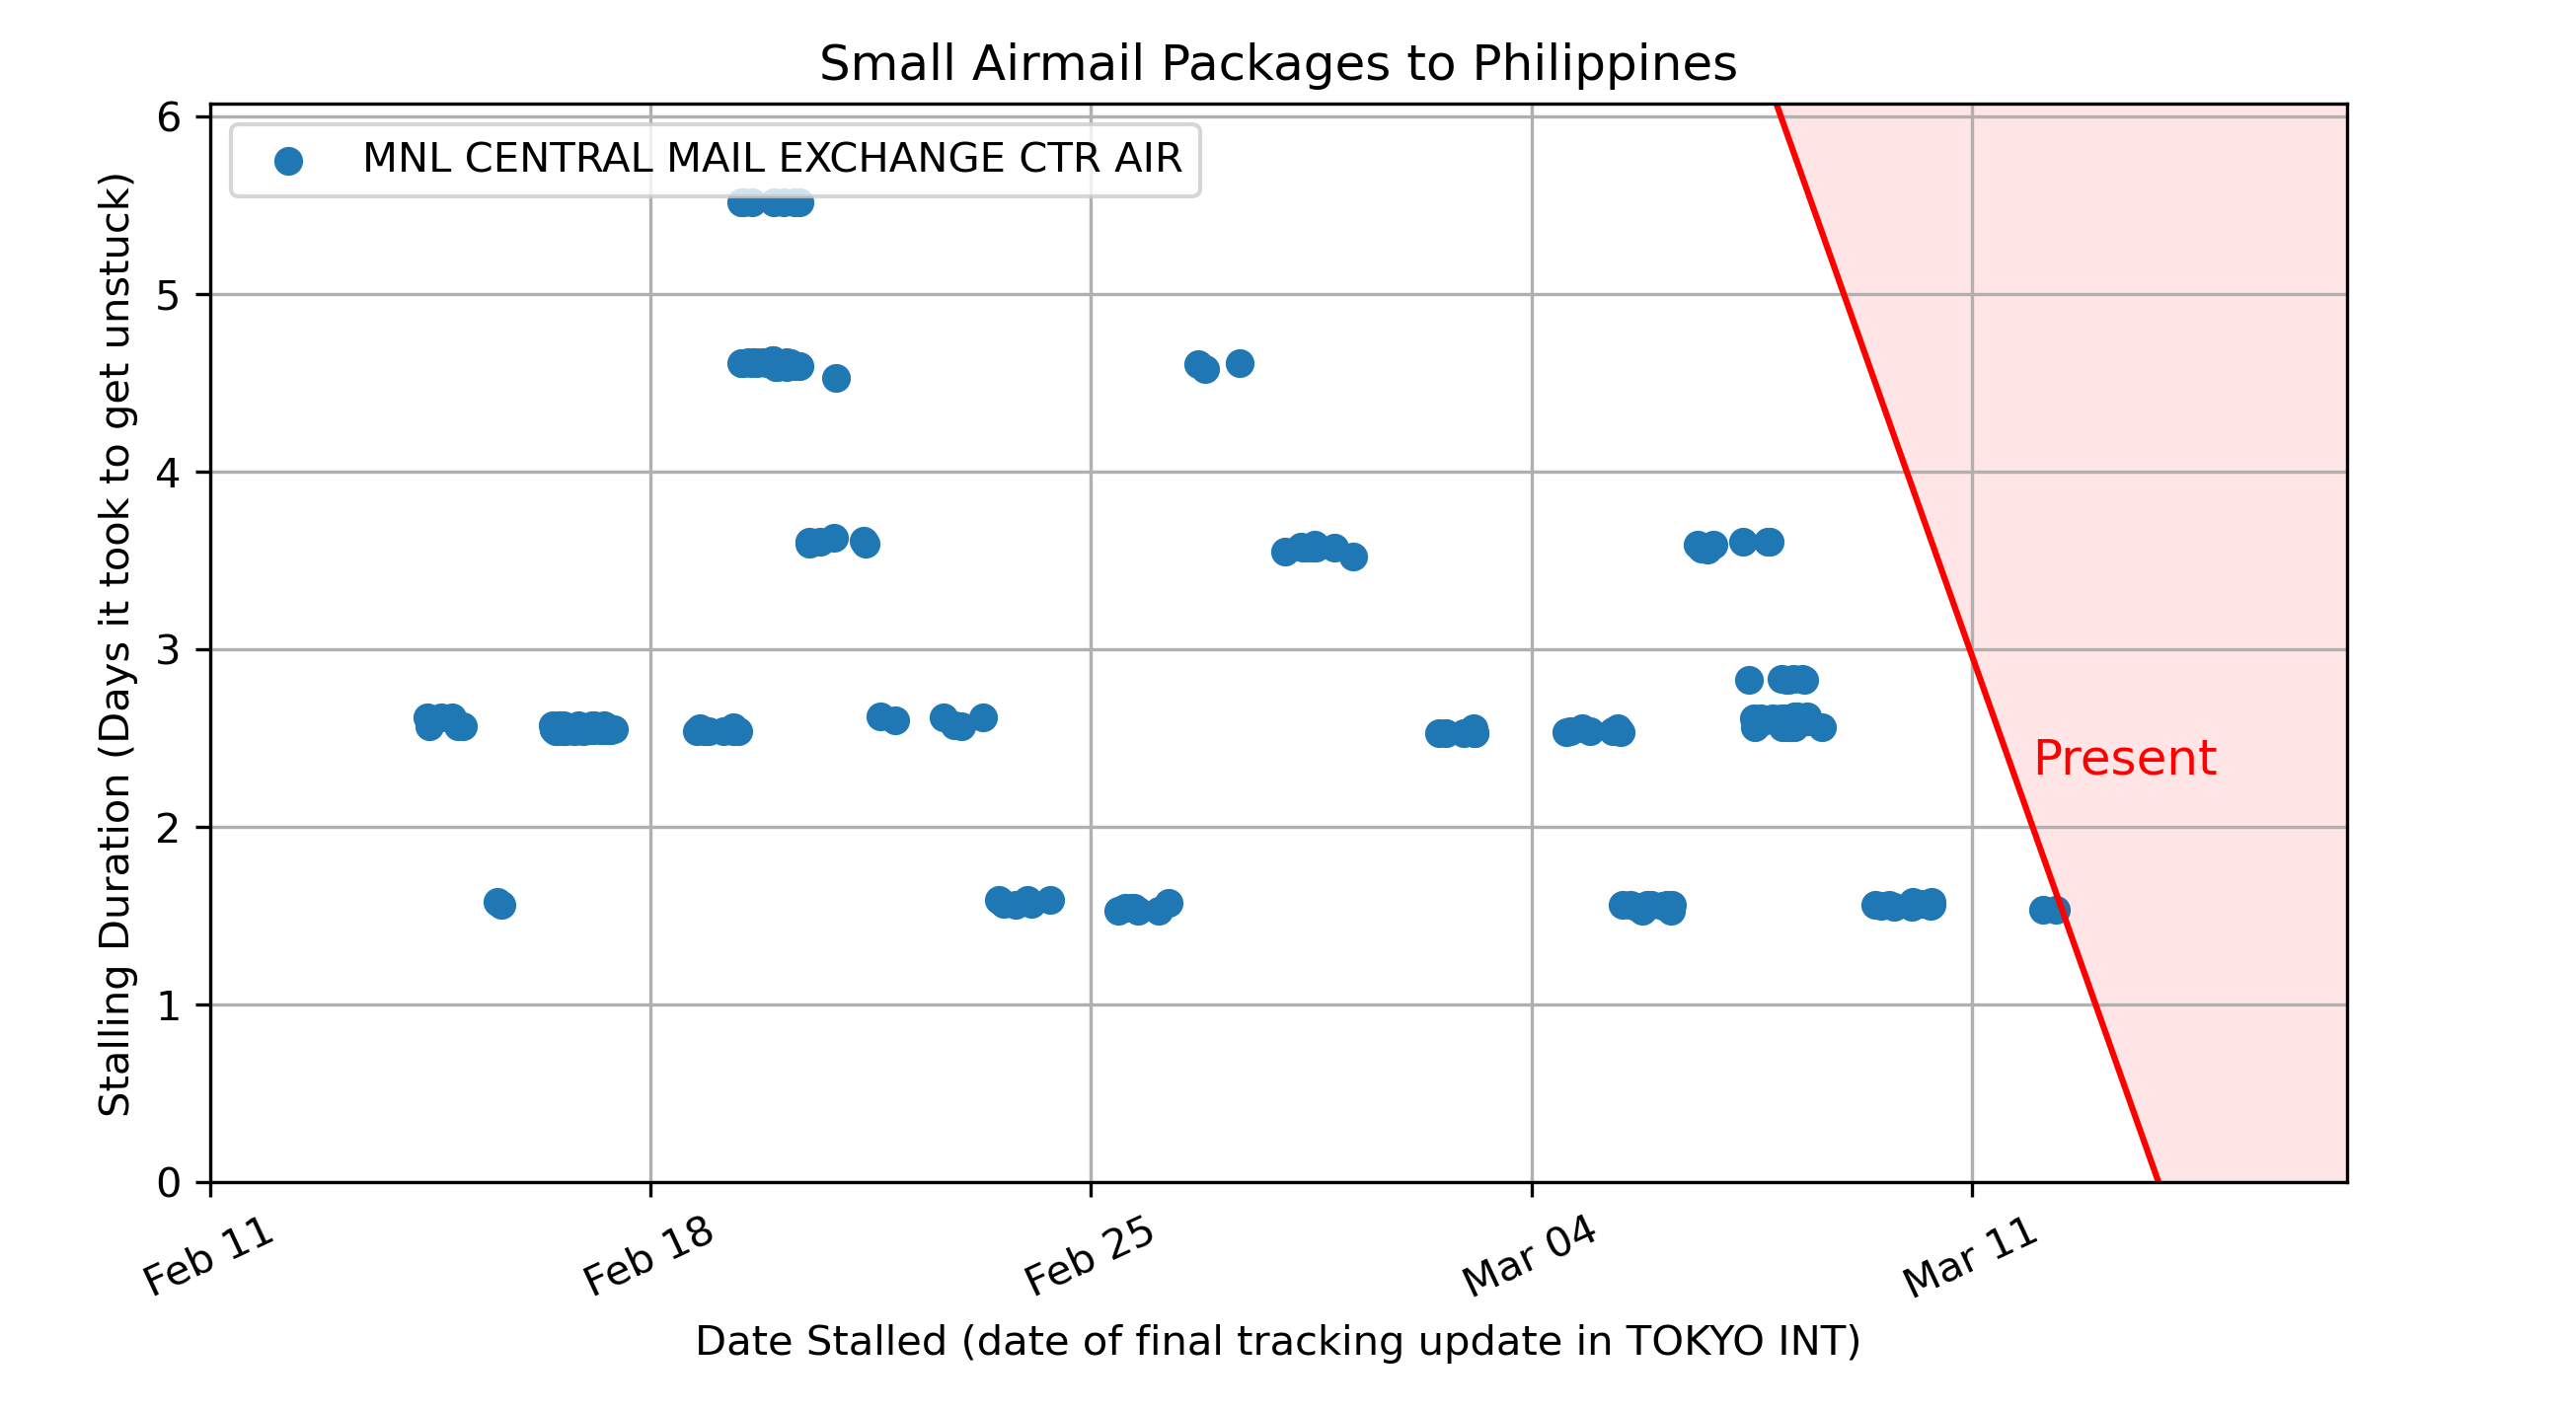 Small Airmail Packages to Philippines
MNL CENTRAL MAIL EXCHANGE CTR AIR
Stalling Duration (Days it took to get unstuck)
6
5
4
3
2
1
0
Present
Feb 11
Feb 18
Feb 25
Mar 04
Mar 11
Date Stalled (date of final tracking update in TOKYO INT)